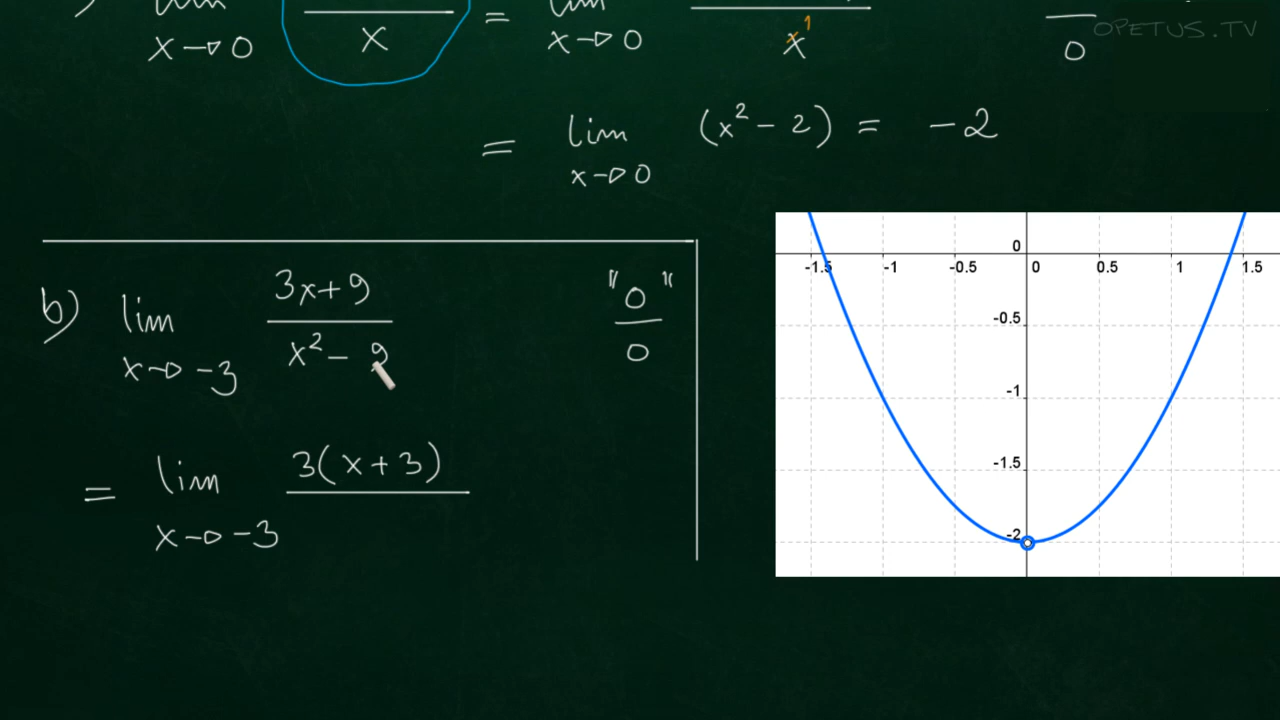 lim x = lim x¹
x→0 x→0 0
OPETUS.TV
= lim (x² - 2) = -2
x→0
b) lim 3x+9 "0"
x→-3 x² - 9 0
= lim 3(x+3)
x→-3
0
-1.5 -1 -0.5 0 0.5 1 1.5
-0.5
-1
-1.5
-2